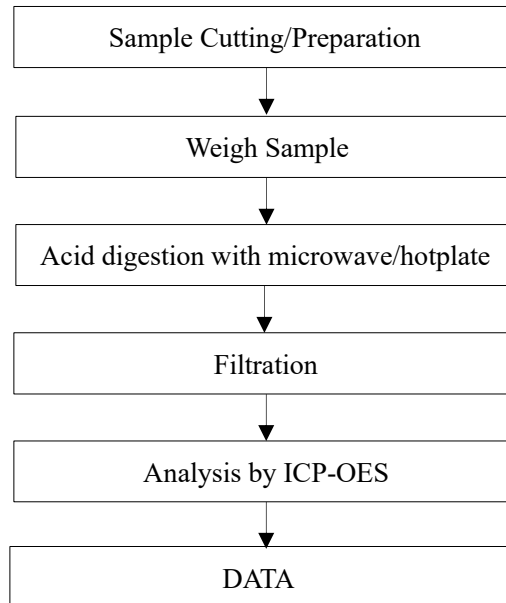 Sample Cutting/Preparation
Weigh Sample
Acid digestion with microwave/hotplate
Filtration
Analysis by ICP-OES
DATA